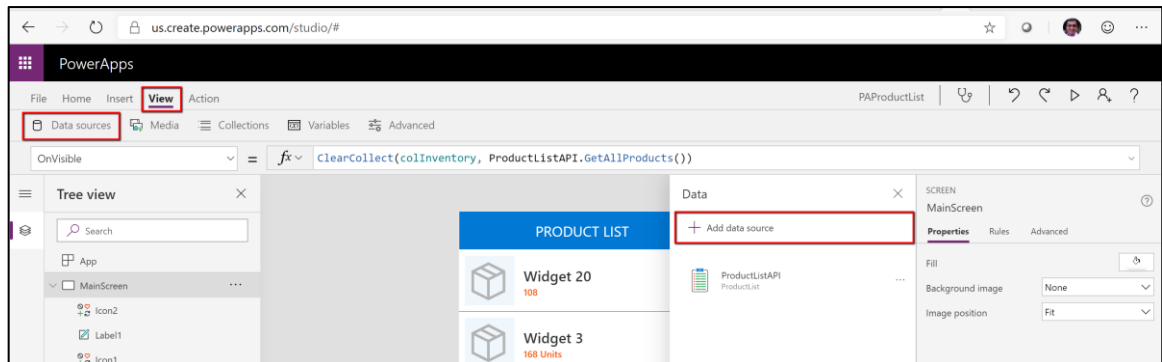 us.create.powerapps.com/studio/#
PowerApps
File Home Insert View Action PAProductList
Data sources Media Collections Variables Advanced
OnVisible = fx ClearCollect(colInventory, ProductListAPI.GetAllProducts())
Tree view
Search
App
MainScreen
Icon2
Label1
Icon1
PRODUCT LIST
Widget 20
108
Widget 3
168 Units
Data
Add data source
ProductListAPI
ProductList
SCREEN
MainScreen
Properties Rules Advanced
Fill
Background image None
Image position Fit